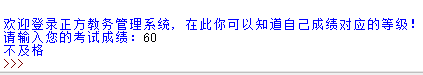 欢迎登录正方教务管理系统，在此你可以知道自己成绩对应的等级！
请输入您的考试成绩：60
不及格
>>>